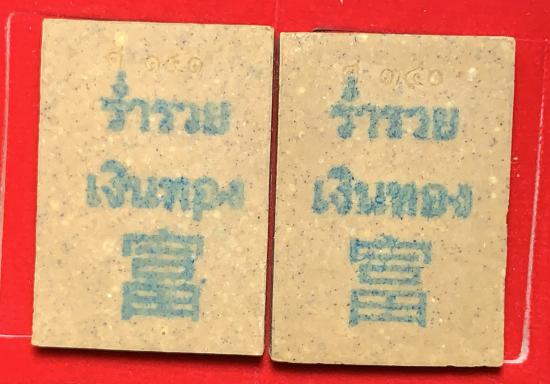 ร่ำรวย
เงินทอง
富
ร่ำรวย
เงินทอง
富